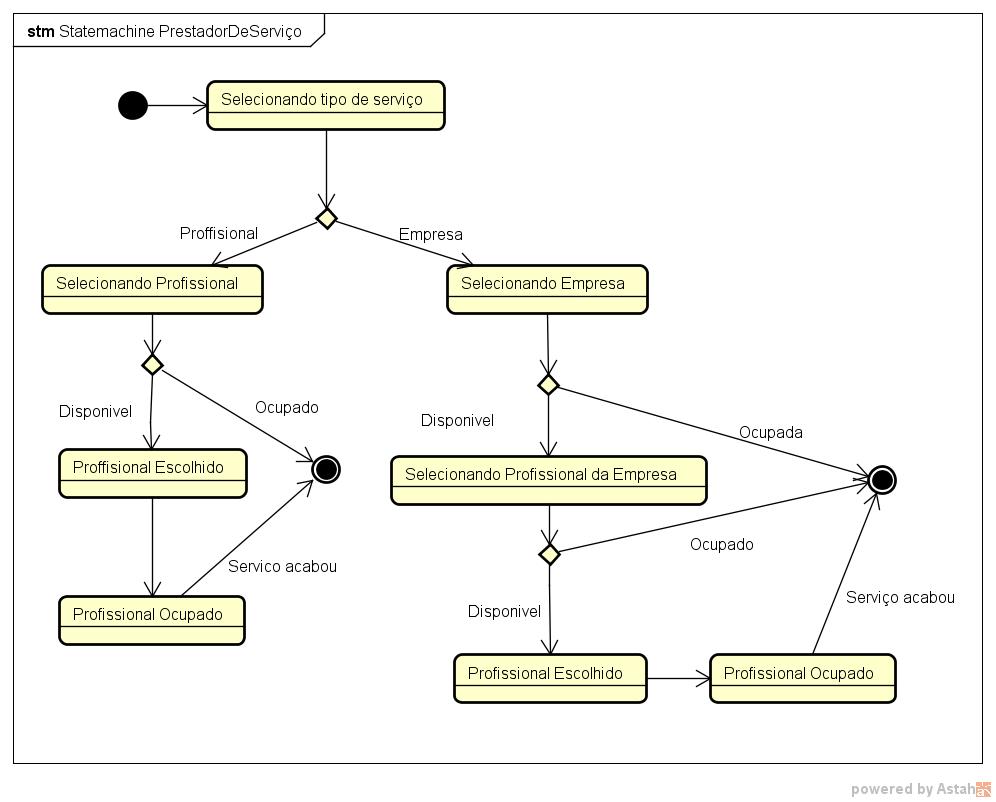 stm Statemachine PrestadorDeServiço
Selecionando tipo de serviço
Proffisional
Empresa
Selecionando Profissional
Selecionando Empresa
Disponivel
Ocupado
Disponivel
Ocupada
Proffisional Escolhido
Selecionando Profissional da Empresa
Ocupado
Servico acabou
Profissional Ocupado
Disponivel
Serviço acabou
Profissional Escolhido
Profissional Ocupado
powered by Astah